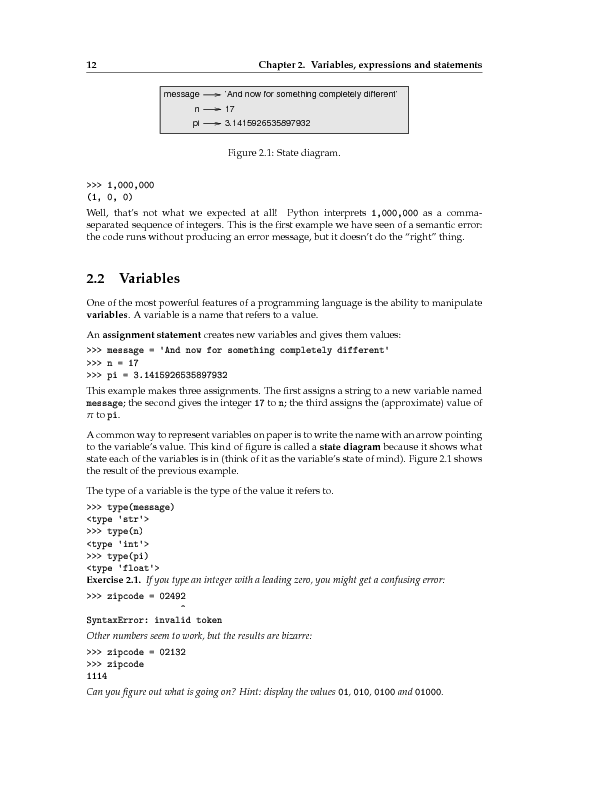 12 Chapter 2. Variables, expressions and statements
message 'And now for something completely different'
n 17
pi 3.1415926535897932
Figure 2.1: State diagram.
>>> 1,000,000
(1, 0, 0)
Well, that's not what we expected at all! Python interprets 1,000,000 as a comma-
separated sequence of integers. This is the first example we have seen of a semantic error:
the code runs without producing an error message, but it doesn't do the "right" thing.
2.2 Variables
One of the most powerful features of a programming language is the ability to manipulate
variables. A variable is a name that refers to a value.
An assignment statement creates new variables and gives them values:
>>> message = 'And now for something completely different'
>>> n = 17
>>> pi = 3.1415926535897932
This example makes three assignments. The first assigns a string to a new variable named
message; the second gives the integer 17 to n; the third assigns the (approximate) value of
π to pi.
A common way to represent variables on paper is to write the name with an arrow pointing
to the variable's value. This kind of figure is called a state diagram because it shows what
state each of the variables is in (think of it as the variable's state of mind). Figure 2.1 shows
the result of the previous example.
The type of a variable is the type of the value it refers to.
>>> type(message)
<type 'str'>
>>> type(n)
<type 'int'>
>>> type(pi)
<type 'float'>
Exercise 2.1. If you type an integer with a leading zero, you might get a confusing error:
>>> zipcode = 02492
^
SyntaxError: invalid token
Other numbers seem to work, but the results are bizarre:
>>> zipcode = 02132
>>> zipcode
1114
Can you figure out what is going on? Hint: display the values 01, 010, 0100 and 01000.